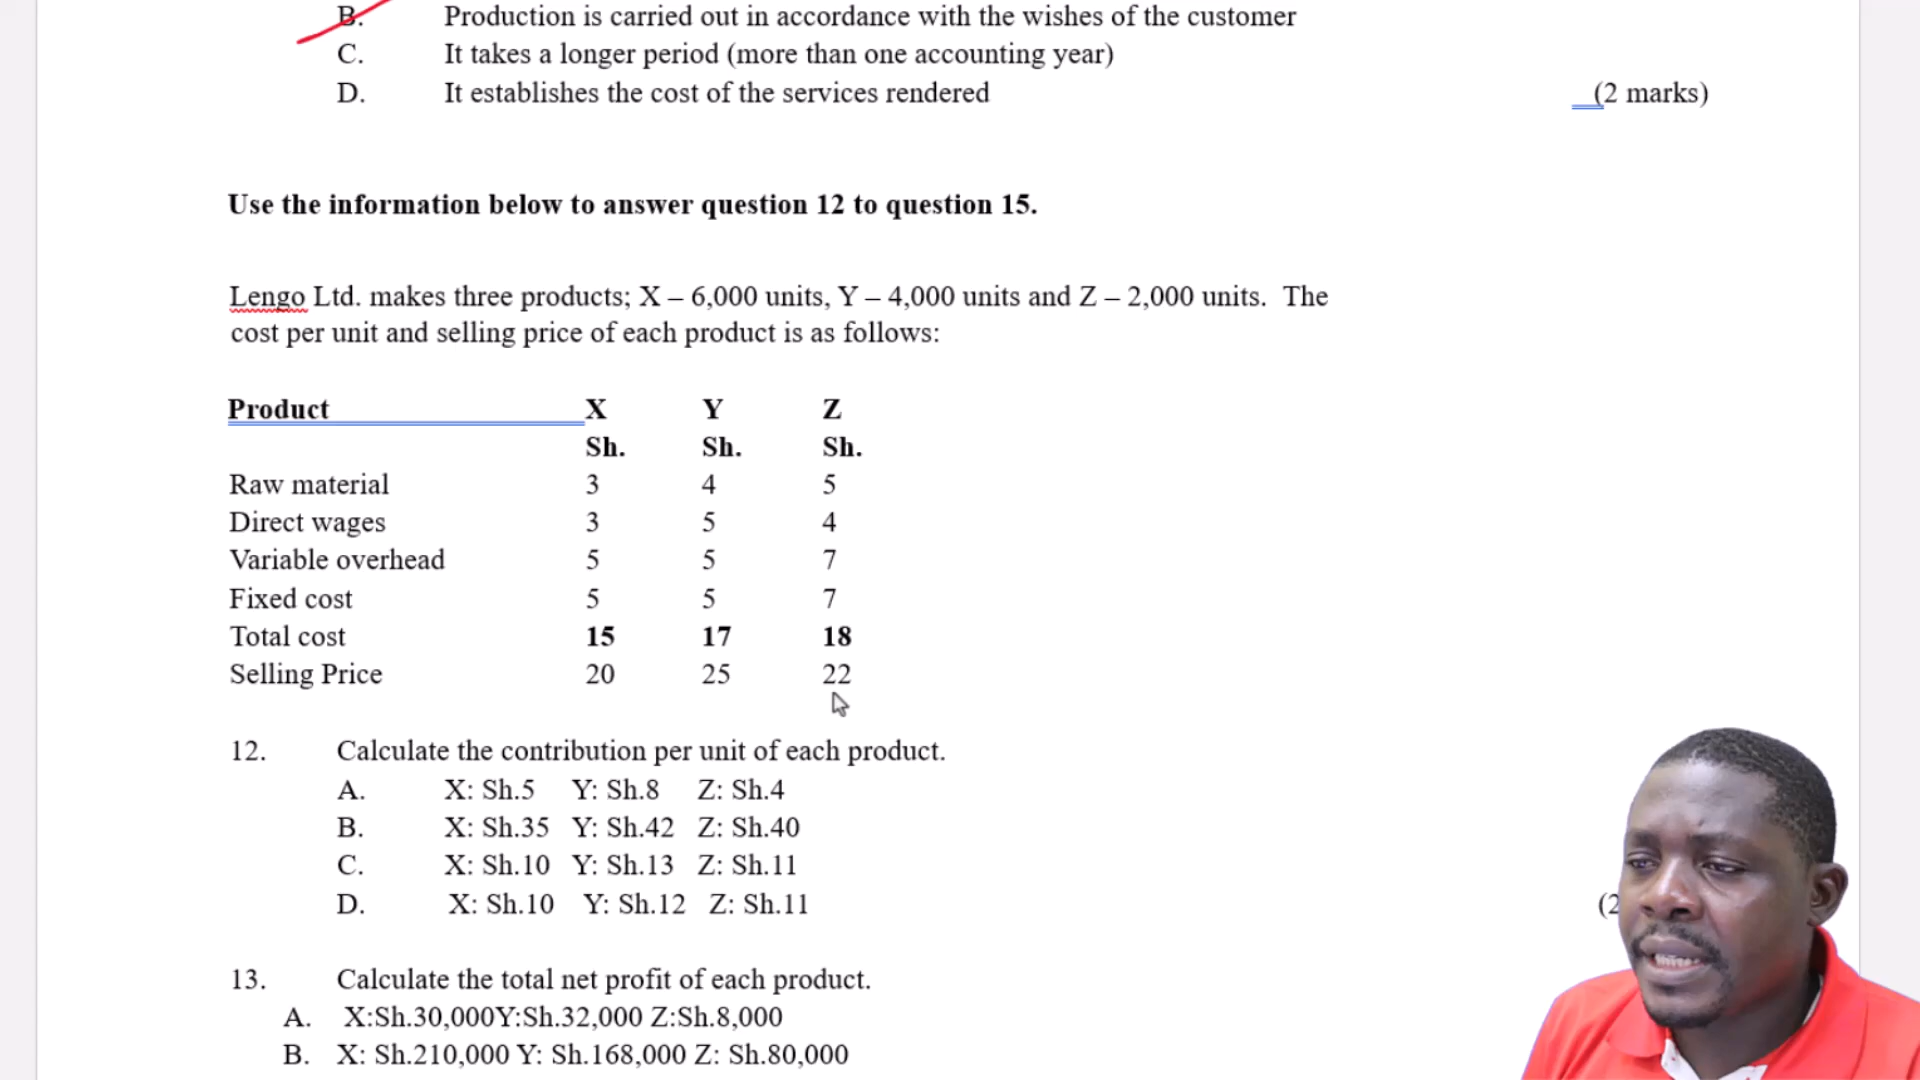 B. Production is carried out in accordance with the wishes of the customer
C. It takes a longer period (more than one accounting year)
D. It establishes the cost of the services rendered (2 marks)
Use the information below to answer question 12 to question 15.
Lengo Ltd. makes three products; X – 6,000 units, Y – 4,000 units and Z – 2,000 units. The
cost per unit and selling price of each product is as follows:
Product X Y Z
Sh. Sh. Sh.
Raw material 3 4 5
Direct wages 3 5 4
Variable overhead 5 5 7
Fixed cost 5 5 7
Total cost 15 17 18
Selling Price 20 25 22
12. Calculate the contribution per unit of each product.
A. X: Sh.5 Y: Sh.8 Z: Sh.4
B. X: Sh.35 Y: Sh.42 Z: Sh.40
C. X: Sh.10 Y: Sh.13 Z: Sh.11
D. X: Sh.10 Y: Sh.12 Z: Sh.11 (2
13. Calculate the total net profit of each product.
A. X:Sh.30,000Y:Sh.32,000 Z:Sh.8,000
B. X: Sh.210,000 Y: Sh.168,000 Z: Sh.80,000